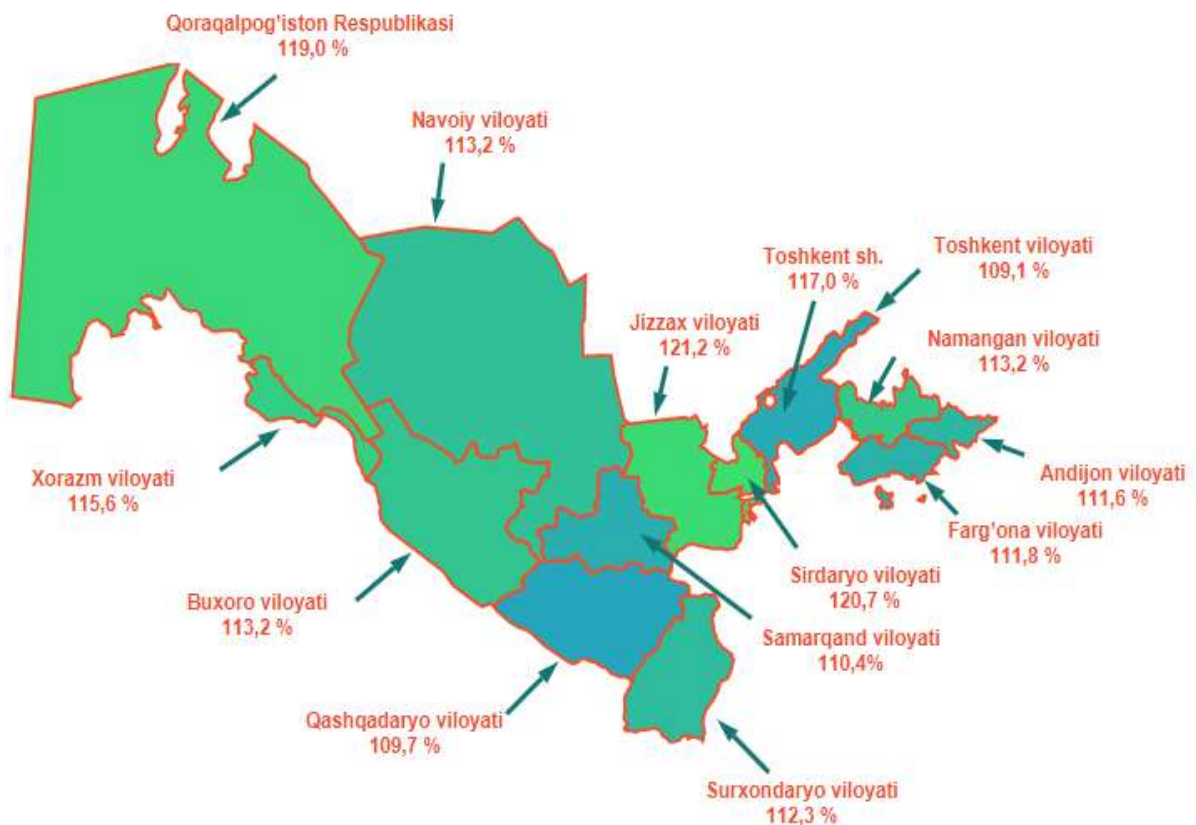 Qoraqalpog'iston Respublikasi
119,0 %
Navoiy viloyati
113,2 %
Toshkent sh.
117,0 %
Toshkent viloyati
109,1 %
Jizzax viloyati
121,2 %
Namangan viloyati
113,2 %
Xorazm viloyati
115,6 %
Andijon viloyati
111,6 %
Farg'ona viloyati
111,8 %
Sirdaryo viloyati
120,7 %
Buxoro viloyati
113,2 %
Samarqand viloyati
110,4%
Qashqadaryo viloyati
109,7 %
Surxondaryo viloyati
112,3 %